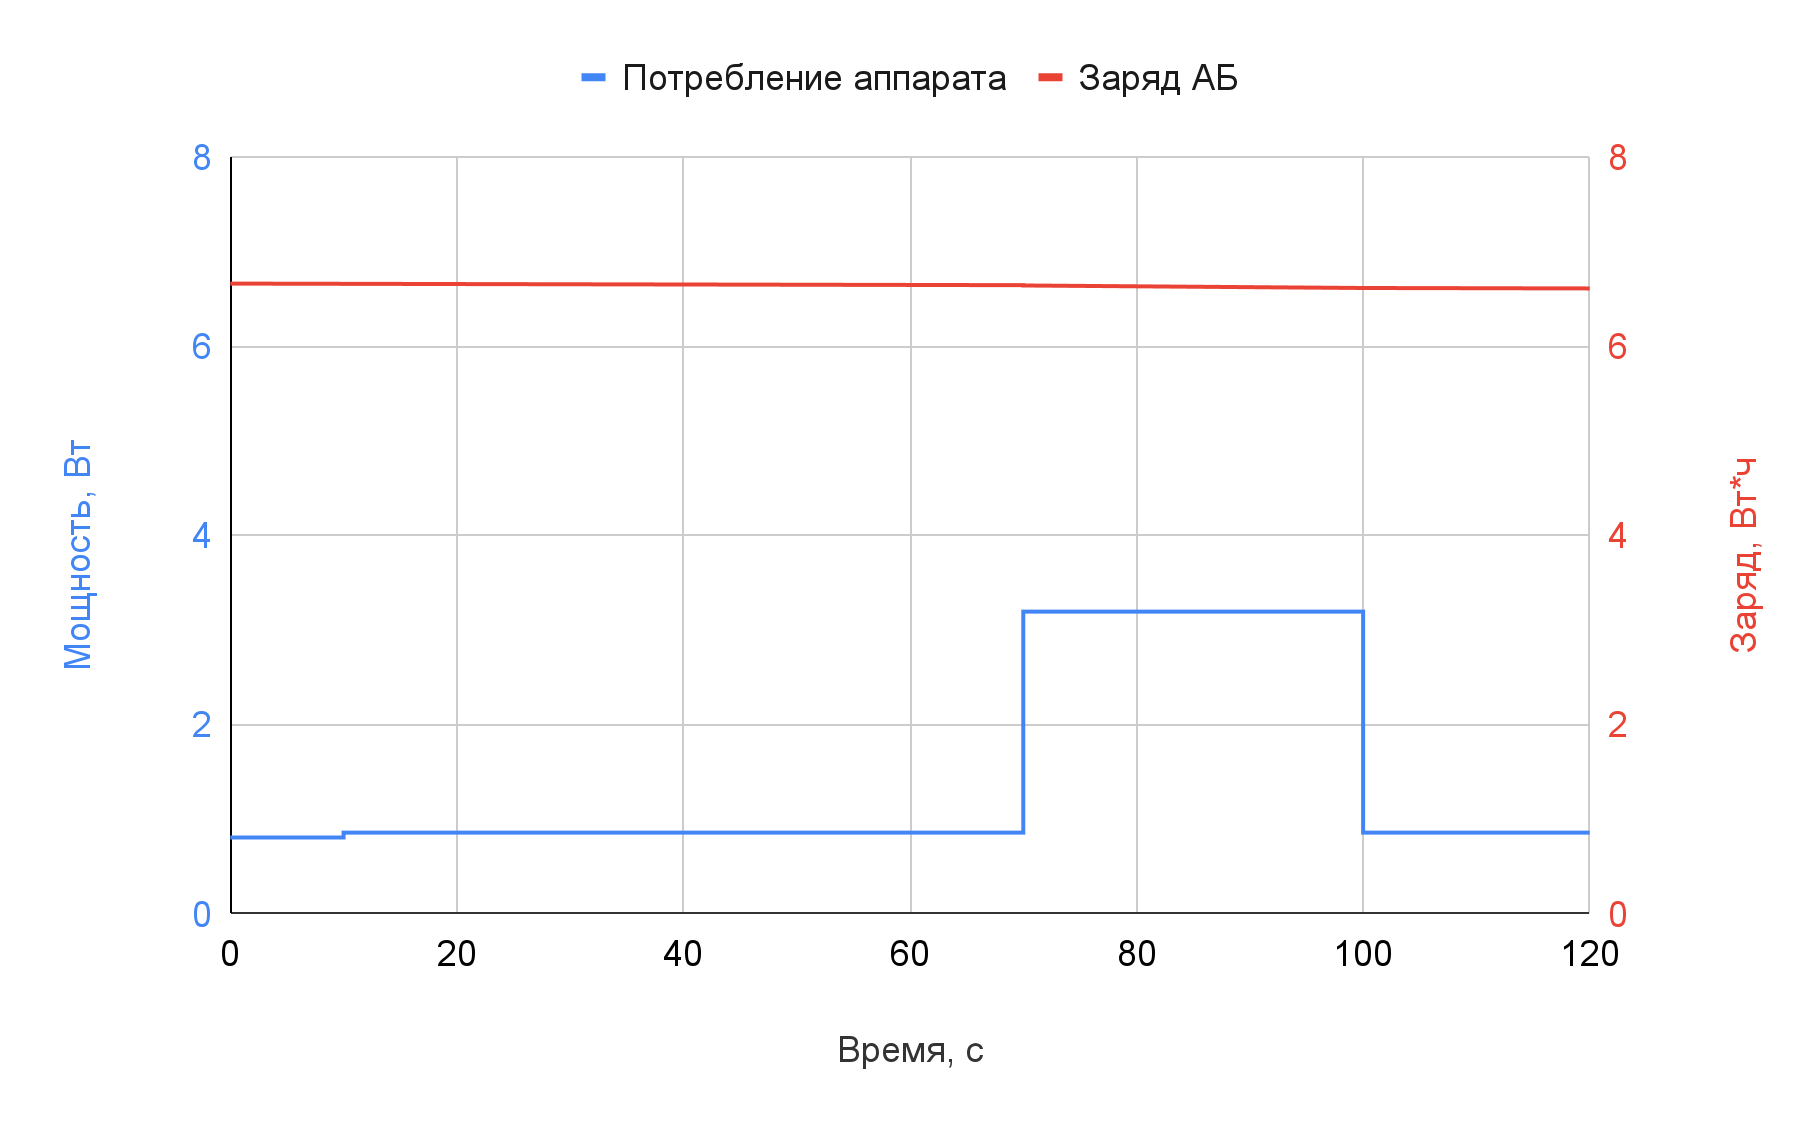 Потребление аппарата Заряд АБ
8 8
6 6
4 4
2 2
0 0
Мощность, Вт
Заряд, Вт*ч
0 20 40 60 80 100 120
Время, с